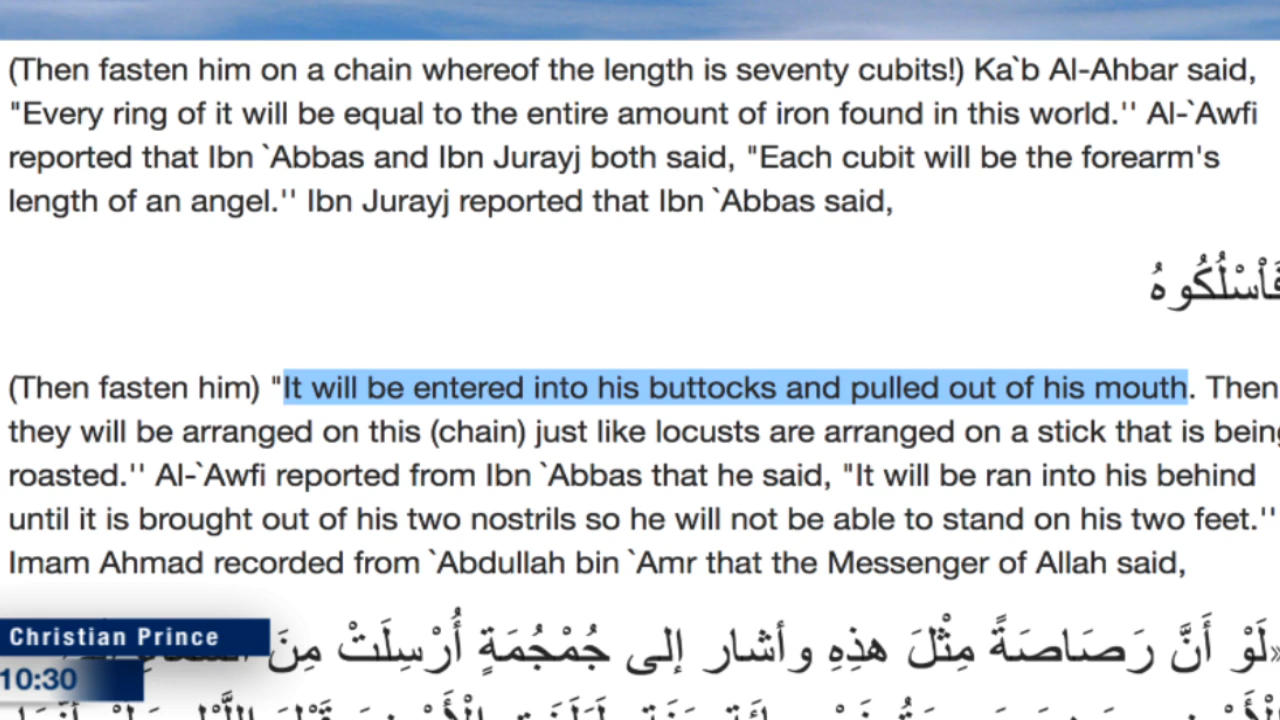 (Then fasten him on a chain whereof the length is seventy cubits!) Ka`b Al-Ahbar said,
"Every ring of it will be equal to the entire amount of iron found in this world.'' Al-`Awfi
reported that Ibn `Abbas and Ibn Jurayj both said, "Each cubit will be the forearm's
length of an angel.'' Ibn Jurayj reported that Ibn `Abbas said,
فَاْسْلُكُوهُ
(Then fasten him) "It will be entered into his buttocks and pulled out of his mouth. Then
they will be arranged on this (chain) just like locusts are arranged on a stick that is being
roasted.'' Al-`Awfi reported from Ibn `Abbas that he said, "It will be ran into his behind
until it is brought out of his two nostrils so he will not be able to stand on his two feet.''
Imam Ahmad recorded from `Abdullah bin `Amr that the Messenger of Allah said,
«لَوْ أَنَّ رَصَاصَةً مِثْلَ هذِهِ وأشار إلى جُمْجُمَةٍ أُرْسِلَتْ مِنَ
Christian Prince
10:30